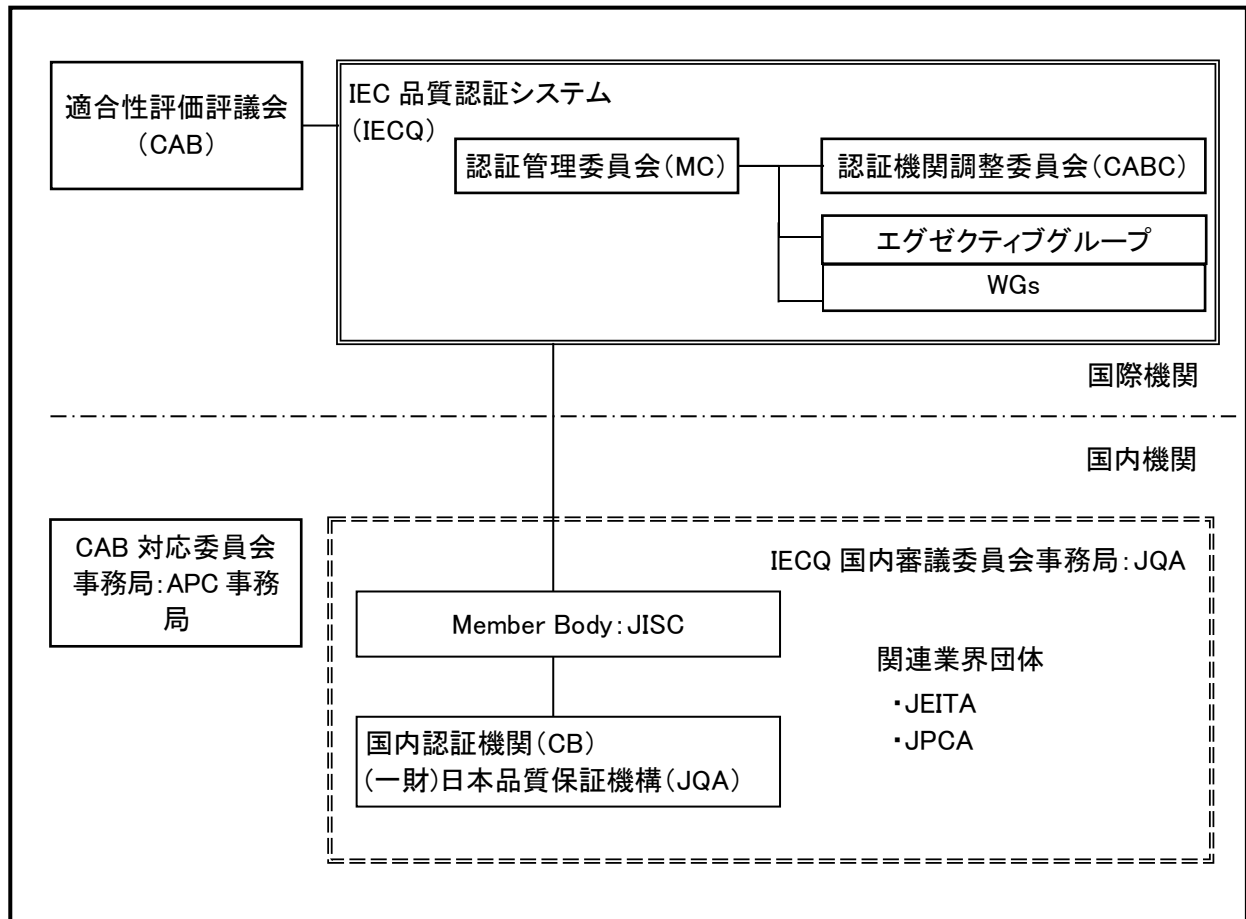 適合性評価評議会
(CAB)
IEC 品質認証システム
(IECQ)
認証管理委員会(MC)
認証機関調整委員会(CABC)
エグゼクティブグループ
WGs
国際機関
国内機関
CAB 対応委員会
事務局:APC 事務
局
IECQ 国内審議委員会事務局:JQA
Member Body:JISC
関連業界団体
・JEITA
・JPCA
国内認証機関(CB)
(一財)日本品質保証機構(JQA)